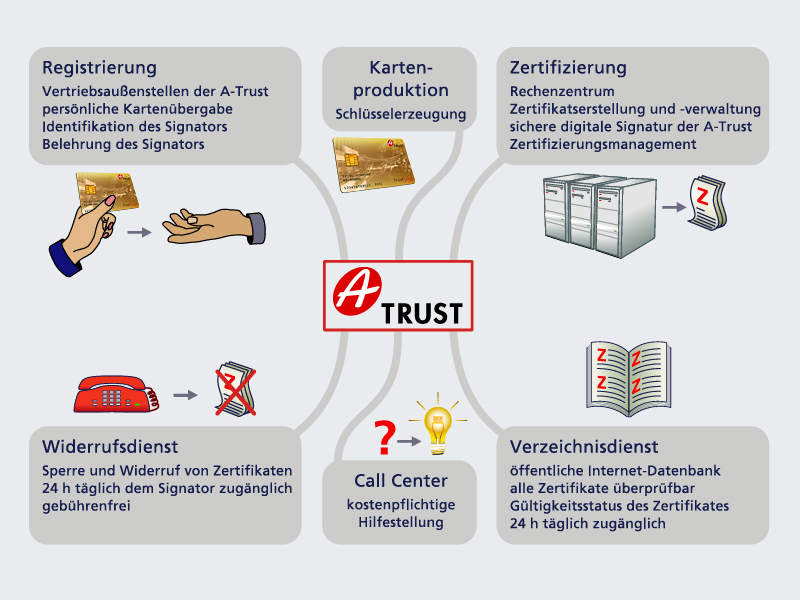 Registrierung
Vertriebsaußenstellen der A-Trust
persönliche Kartenübergabe
Identifikation des Signators
Belehrung des Signators
Karten-
produktion
Schlüsselerzeugung
Zertifizierung
Rechenzentrum
Zertifikatserstellung und -verwaltung
sichere digitale Signatur der A-Trust
Zertifizierungsmanagement
Z
A
TRUST
Z Z
Z Z
Z
?
Widerrufsdienst
Sperre und Widerruf von Zertifikaten
24 h täglich dem Signator zugänglich
gebührenfrei
Call Center
kostenpflichtige
Hilfestellung
Verzeichnisdienst
öffentliche Internet-Datenbank
alle Zertifikate überprüfbar
Gültigkeitsstatus des Zertifikates
24 h täglich zugänglich